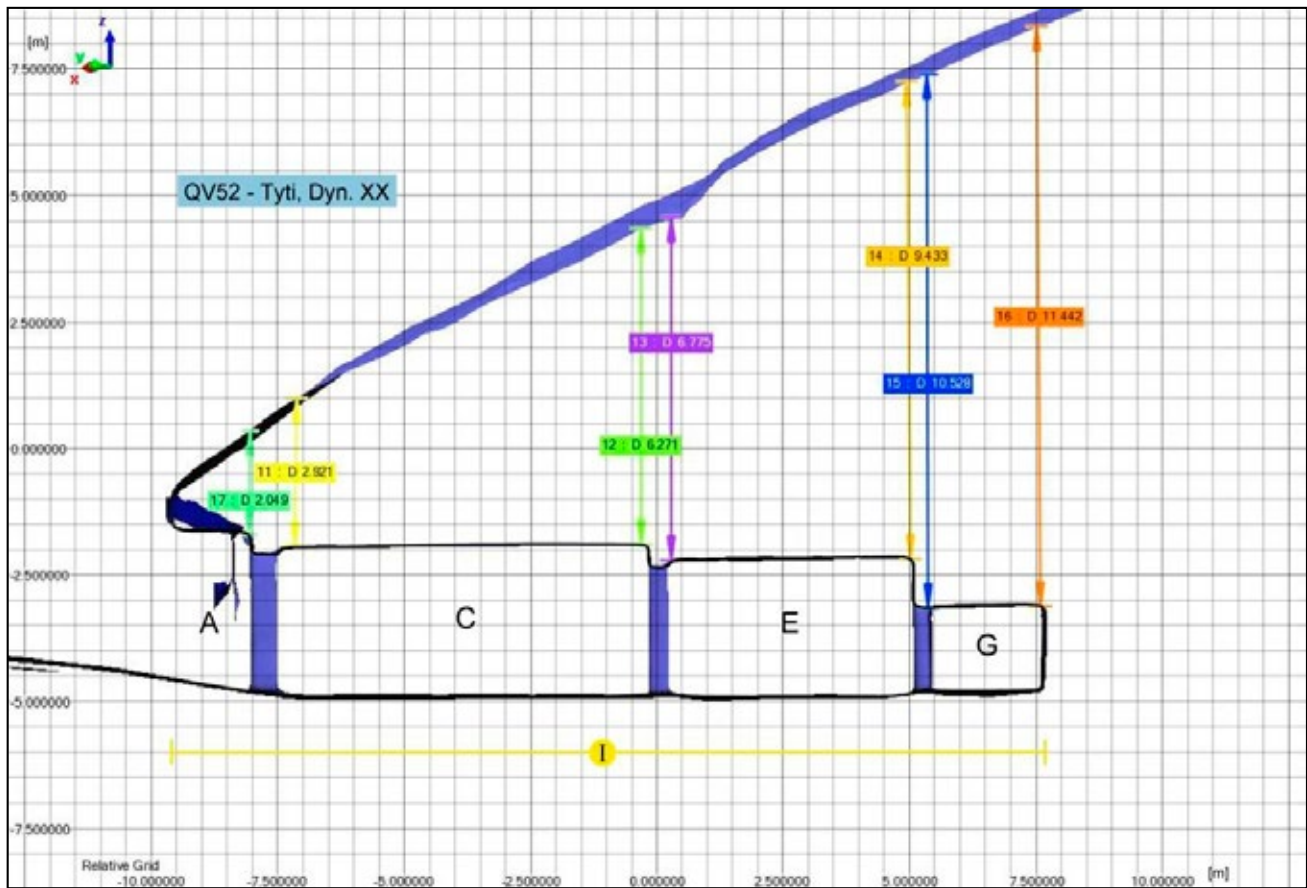 z
[m]
y
x
7.500000
QV52 - Tyti, Dyn. XX
5.000000
14 : D 9.433
16 : D 11.442
2.500000
13 : D 6.775
15 : D 10.528
0.000000
12 : D 6.271
11 : D 2.921
17 : D 2.049
-2.500000
A
C
E
G
-5.000000
I
-7.500000
Relative Grid
-10.000000 -7.500000 -5.000000 -2.500000 0.000000 2.500000 5.000000 7.500000 10.000000 [m]